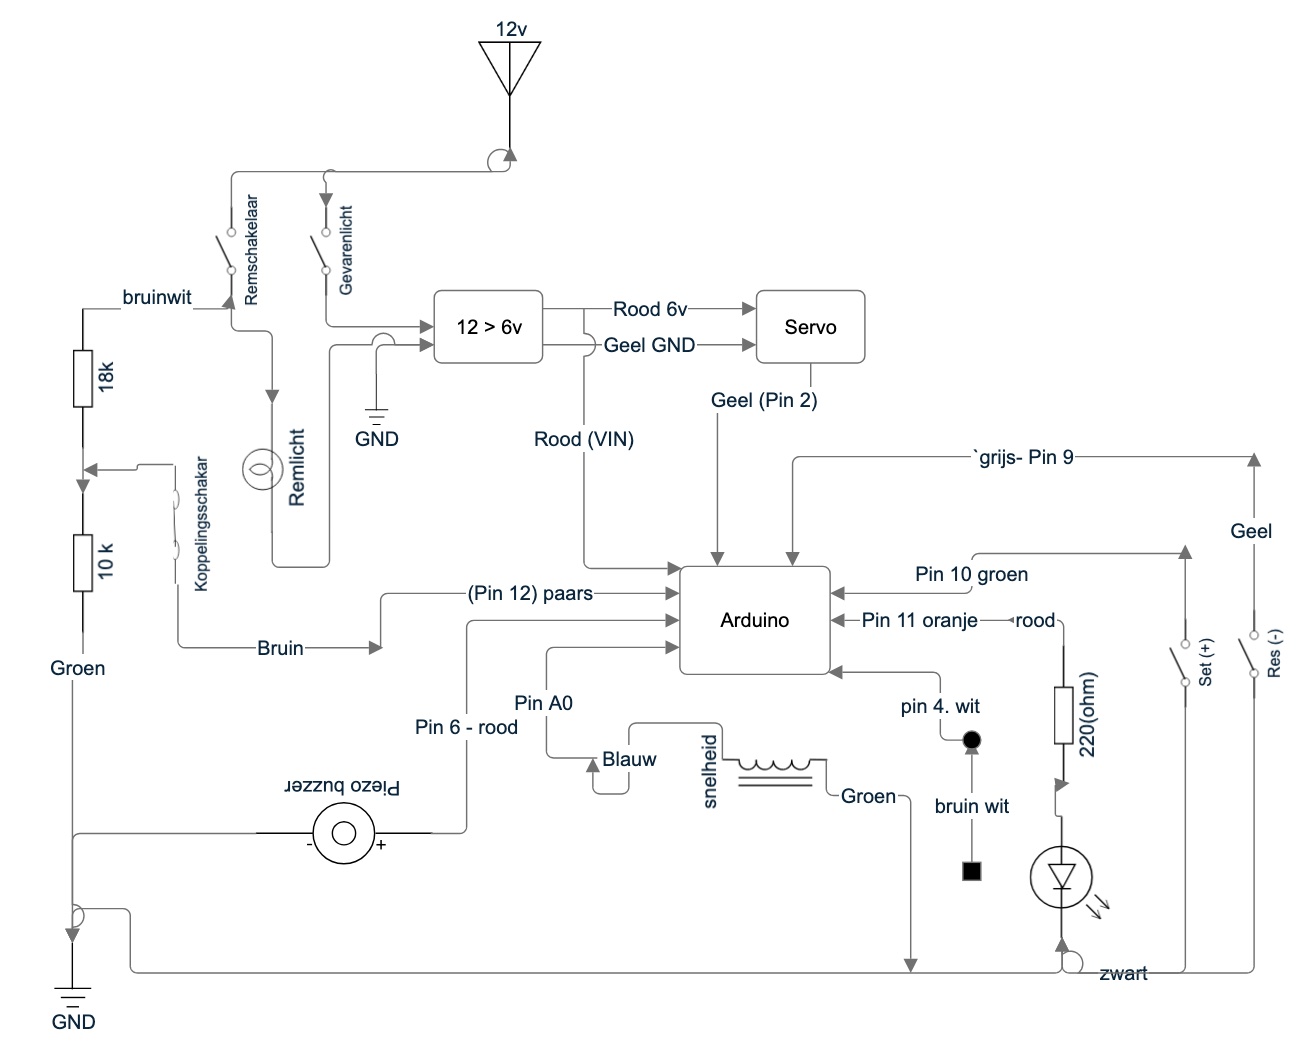 12v
Remschakelaar
Gevarenlicht
bruinwit
12 > 6v
Rood 6v
Geel GND
Servo
18k
GND
Geel (Pin 2)
Rood (VIN)
Remlicht
Koppelingsschakar
`grijs- Pin 9
10 k
Geel
Pin 10 groen
(Pin 12) paars
Arduino
Pin 11 oranje
rood
Bruin
Groen
Set (+)
Res (-)
Pin A0
pin 4. wit
220(ohm)
Pin 6 - rood
Blauw
snelheid
Piezo buzzer
Groen
bruin wit
- +
zwart
GND